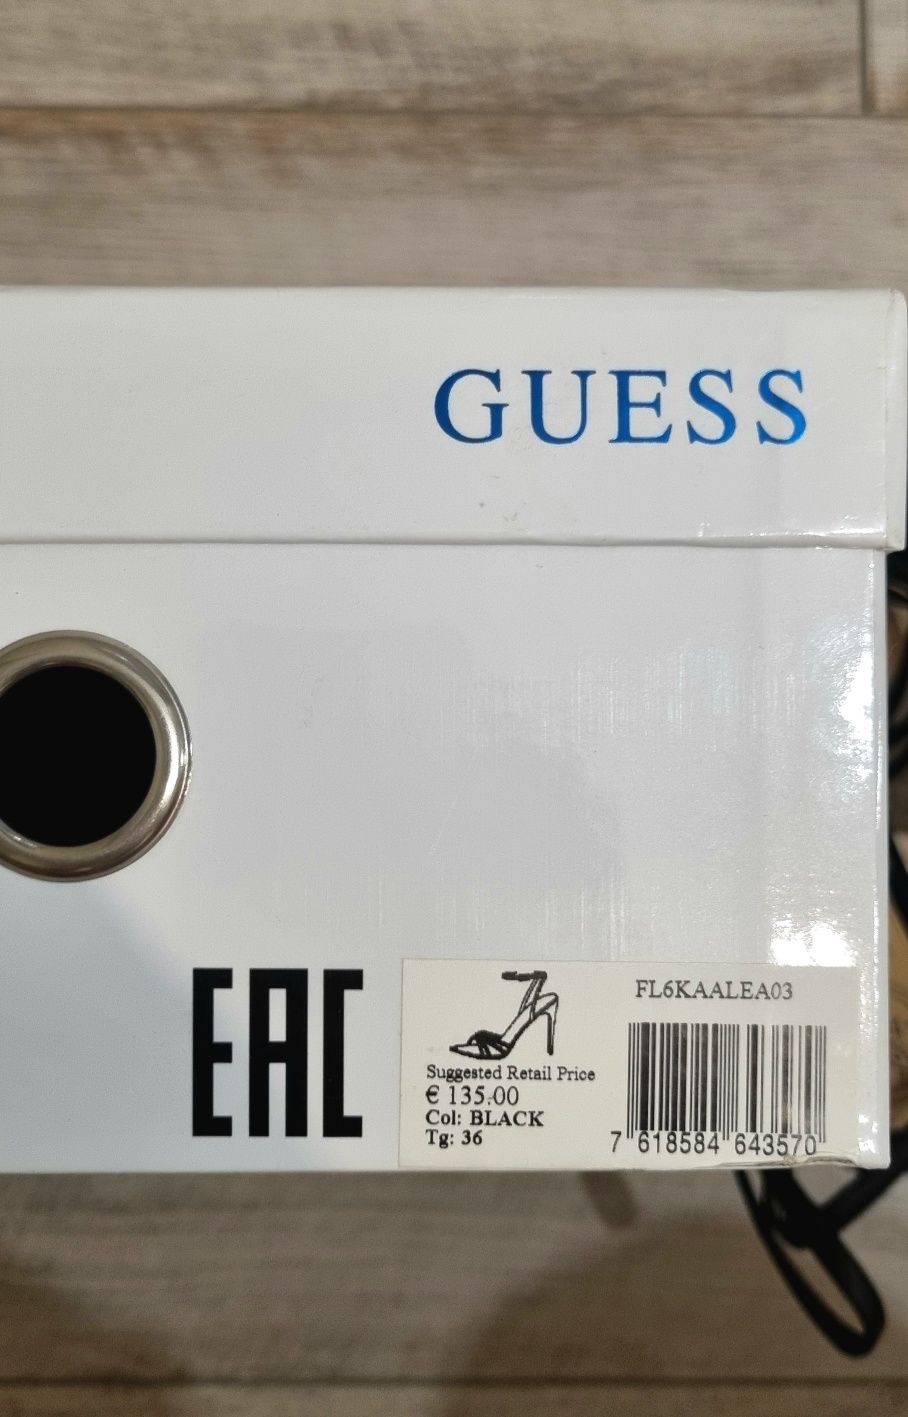 GUESS
EAC
FL6KAALEA03
Suggested Retail Price
€ 135.00
Col: BLACK
Tg: 36
7 618584 643570